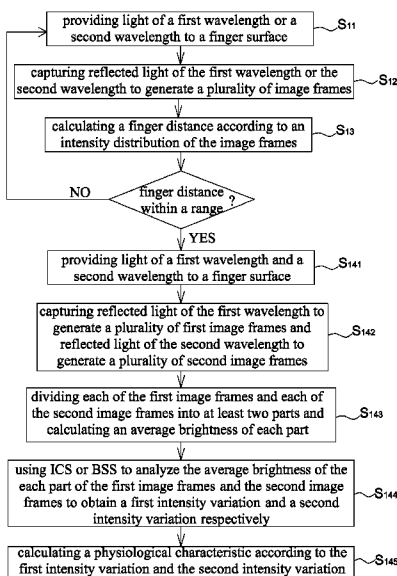 providing light of a first wavelength or a
second wavelength to a finger surface
S11
capturing reflected light of the first wavelength or the
second wavelength to generate a plurality of image frames
S12
calculating a finger distance according to an
intensity distribution of the image frames
S13
NO
finger distance
within a range
?
YES
providing light of a first wavelength and a
second wavelength to a finger surface
S141
capturing reflected light of the first wavelength to
generate a plurality of first image frames and
reflected light of the second wavelength to
generate a plurality of second image frames
S142
dividing each of the first image frames and each of
the second image frames into at least two parts and
calculating an average brightness of each part
S143
using ICS or BSS to analyze the average brightness of the
each part of the first image frames and the second image
frames to obtain a first intensity variation and a second
intensity variation respectively
S144
calculating a physiological characteristic according to the
first intensity variation and the second intensity variation
S145